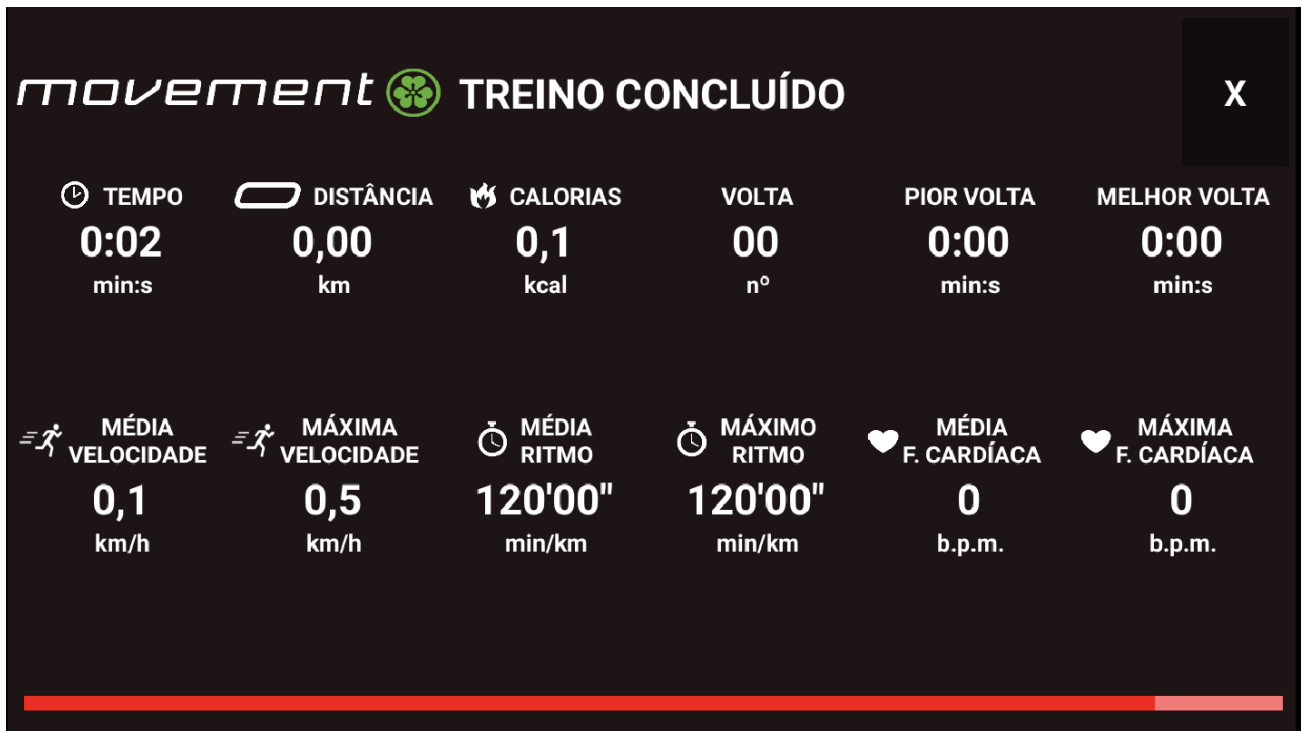 movement TREINO CONCLUÍDO X
TEMPO DISTÂNCIA CALORIAS VOLTA PIOR VOLTA MELHOR VOLTA
0:02 0,00 0,1 00 0:00 0:00
min:s km kcal nº min:s min:s
MÉDIA MÁXIMA MÉDIA MÁXIMO MÉDIA MÁXIMA
VELOCIDADE VELOCIDADE RITMO RITMO F. CARDÍACA F. CARDÍACA
0,1 0,5 120'00" 120'00" 0 0
km/h km/h min/km min/km b.p.m. b.p.m.